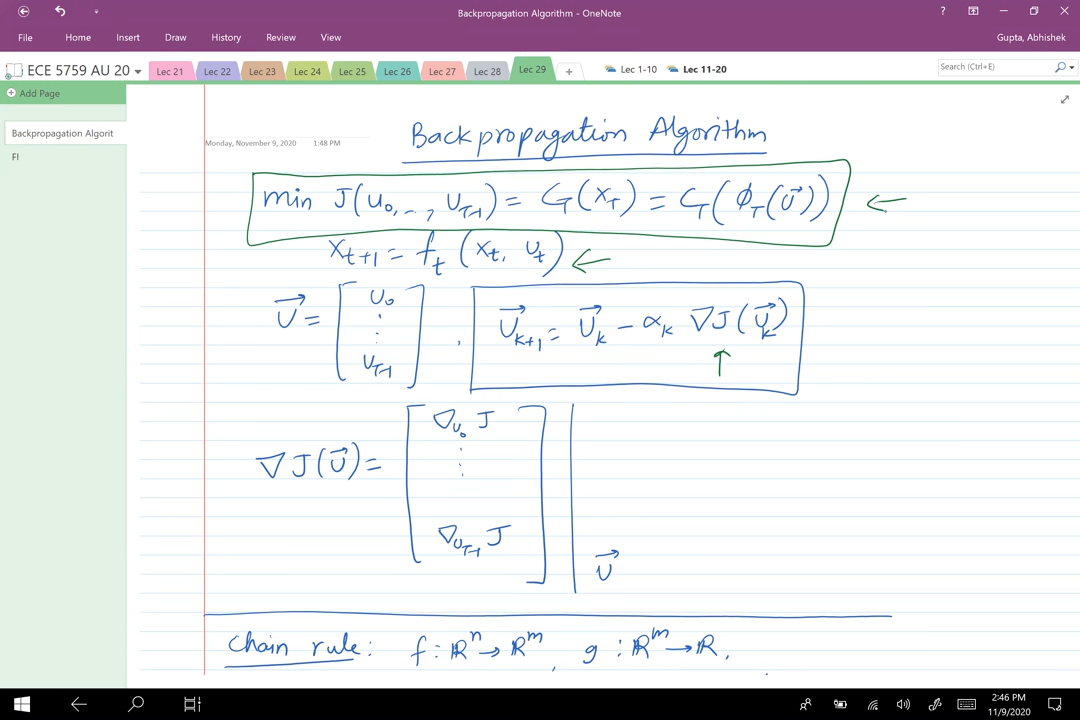 Backpropagation Algorithm - OneNote
? Gupta, Abhishek
File Home Insert Draw History Review View
ECE 5759 AU 20 Lec 21 Lec 22 Lec 23 Lec 24 Lec 25 Lec 26 Lec 27 Lec 28 Lec 29 + Lec 1-10 Lec 11-20 Search (Ctrl+E)
Add Page
Backpropagation Algorit
FI
Monday, November 9, 2020 1:48 PM
Backpropagation Algorithm
min J(u₀,..., u_{T-1}) = C_T(x_T) = C_T(ϕ_T(U⃗)) ←
x_{t+1} = f_t (x_t, u_t) ←
U⃗ = [ u₀ ⋮ u_{T-1} ] , U⃗_{k+1} = U⃗_k − α_k ∇J(U⃗_k)
↑
∇J(U⃗) = [ ∇_{u₀} J ⋮ ∇_{u_{T-1}} J ] | U⃗
Chain rule: f: ℝⁿ → ℝᵐ, g: ℝᵐ → ℝ.
2:46 PM
11/9/2020